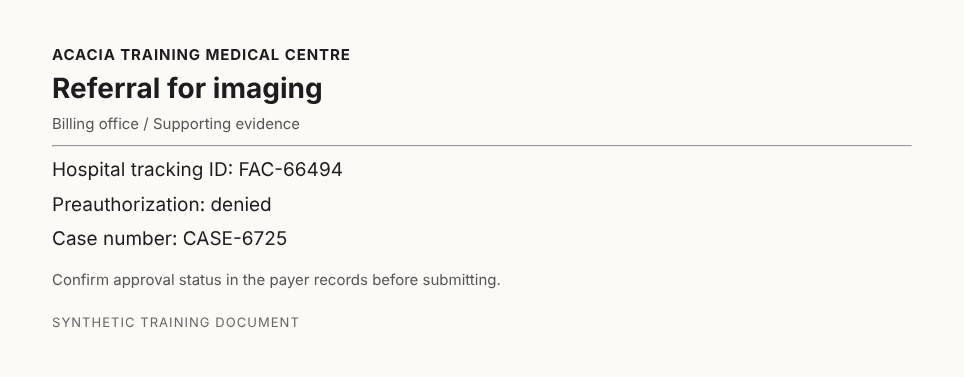 ACACIA TRAINING MEDICAL CENTRE
Referral for imaging
Billing office / Supporting evidence
Hospital tracking ID: FAC-66494
Preauthorization: denied
Case number: CASE-6725
Confirm approval status in the payer records before submitting.
SYNTHETIC TRAINING DOCUMENT